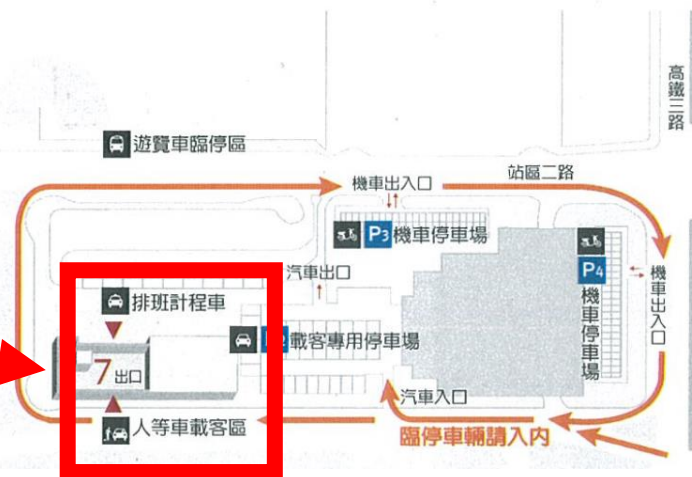 高鐵三路
遊覽車臨停區
機車出入口
站區二路
P3 機車停車場
P4
機車停車場
機車出入口
汽車出口
排班計程車
載客專用停車場
7 出口
汽車入口
人等車載客區
臨停車輛請入內